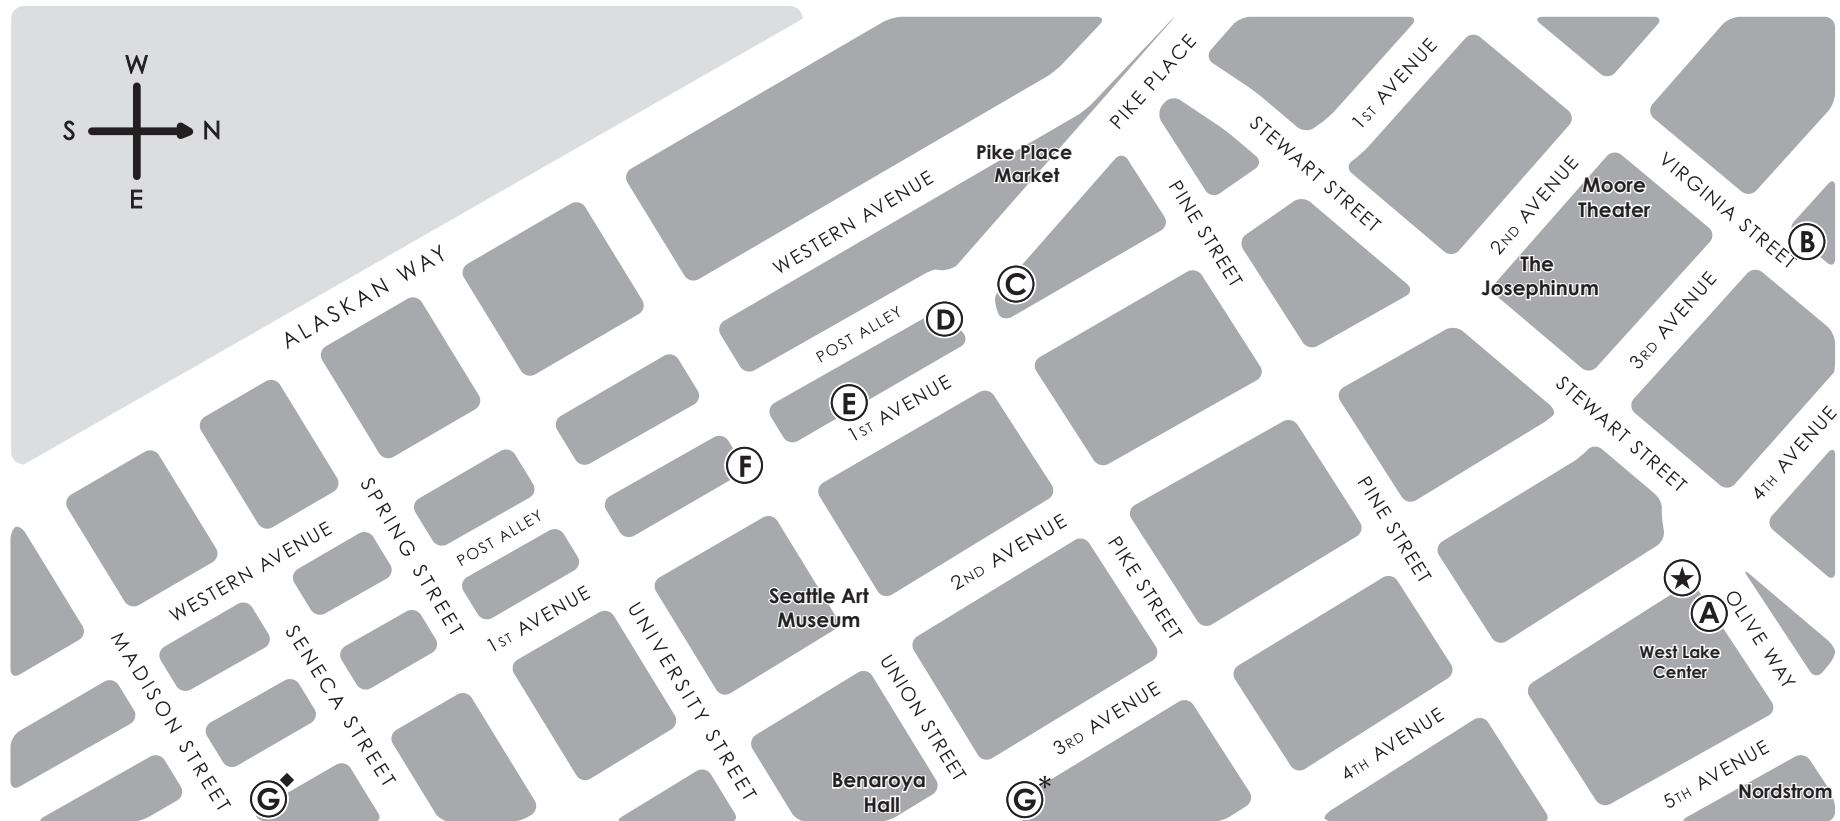 W
S
N
E
ALASKAN WAY
WESTERN AVENUE
Pike Place
Market
PIKE PLACE
STEWART STREET
1ST AVENUE
2ND AVENUE
Moore
Theater
VIRGINIA STREET
B
The
Josephinum
3RD AVENUE
PINE STREET
C
D
POST ALLEY
E
1ST AVENUE
F
STEWART STREET
4TH AVENUE
SPRING STREET
WESTERN AVENUE
POST ALLEY
1ST AVENUE
2ND AVENUE
PIKE STREET
PINE STREET
★
A
OLIVE WAY
West Lake
Center
Seattle Art
Museum
MADISON STREET
SENECA STREET
UNIVERSITY STREET
UNION STREET
3RD AVENUE
4TH AVENUE
5TH AVENUE
Nordstrom
Benaroya
Hall
G◆
G*